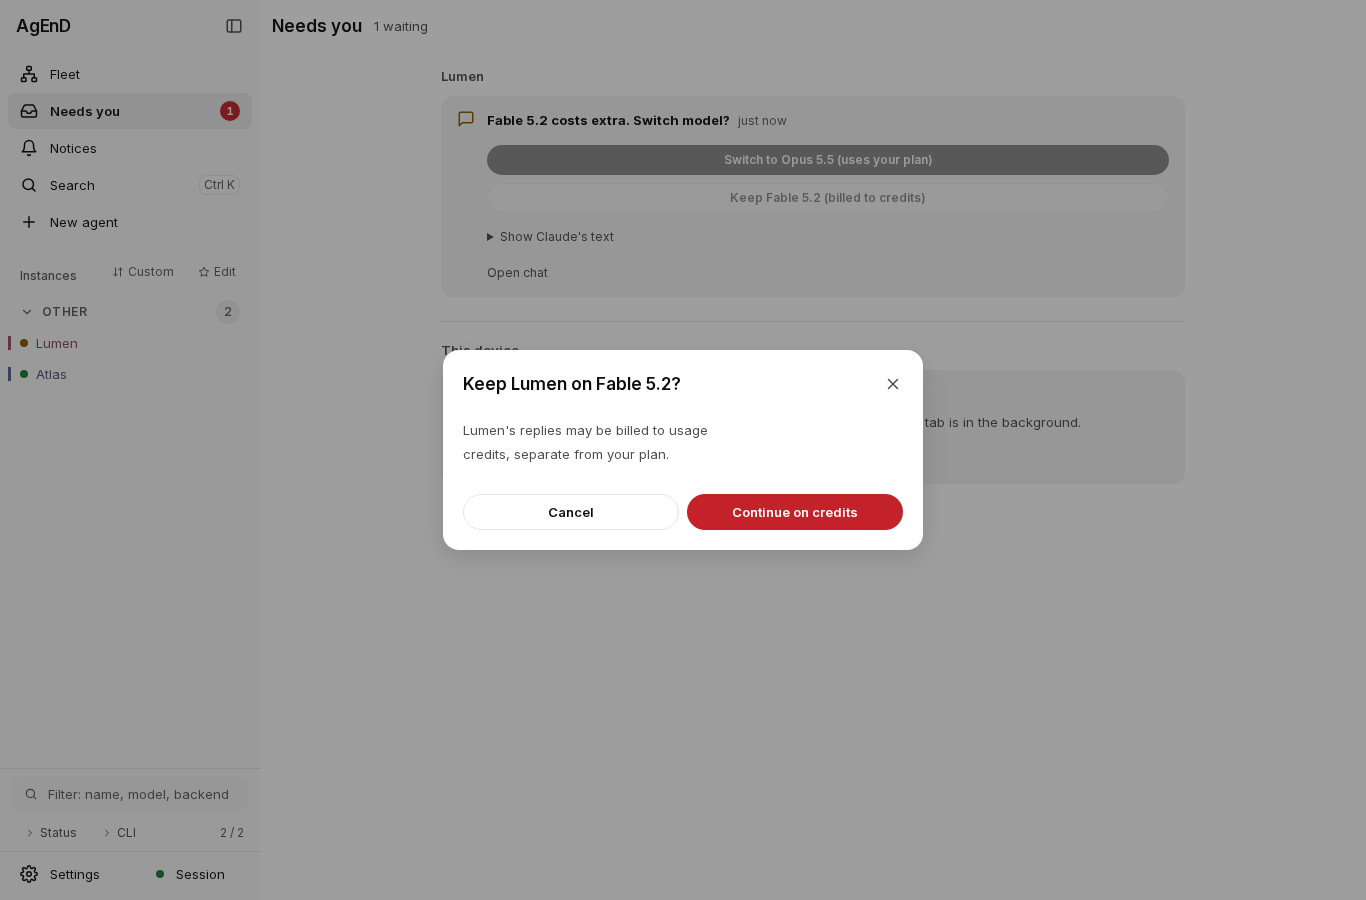 AgEnD
Fleet
Needs you
1
Notices
Search
Ctrl K
New agent
Instances
Custom
Edit
OTHER
2
Lumen
Atlas
Filter: name, model, backend
Status
CLI
2 / 2
Settings
Session
Needs you
1 waiting
Lumen
Fable 5.2 costs extra. Switch model?
just now
Switch to Opus 5.5 (uses your plan)
Keep Fable 5.2 (billed to credits)
Show Claude's text
Open chat
This device
tab is in the background.
Keep Lumen on Fable 5.2?
Lumen's replies may be billed to usage
credits, separate from your plan.
Cancel
Continue on credits